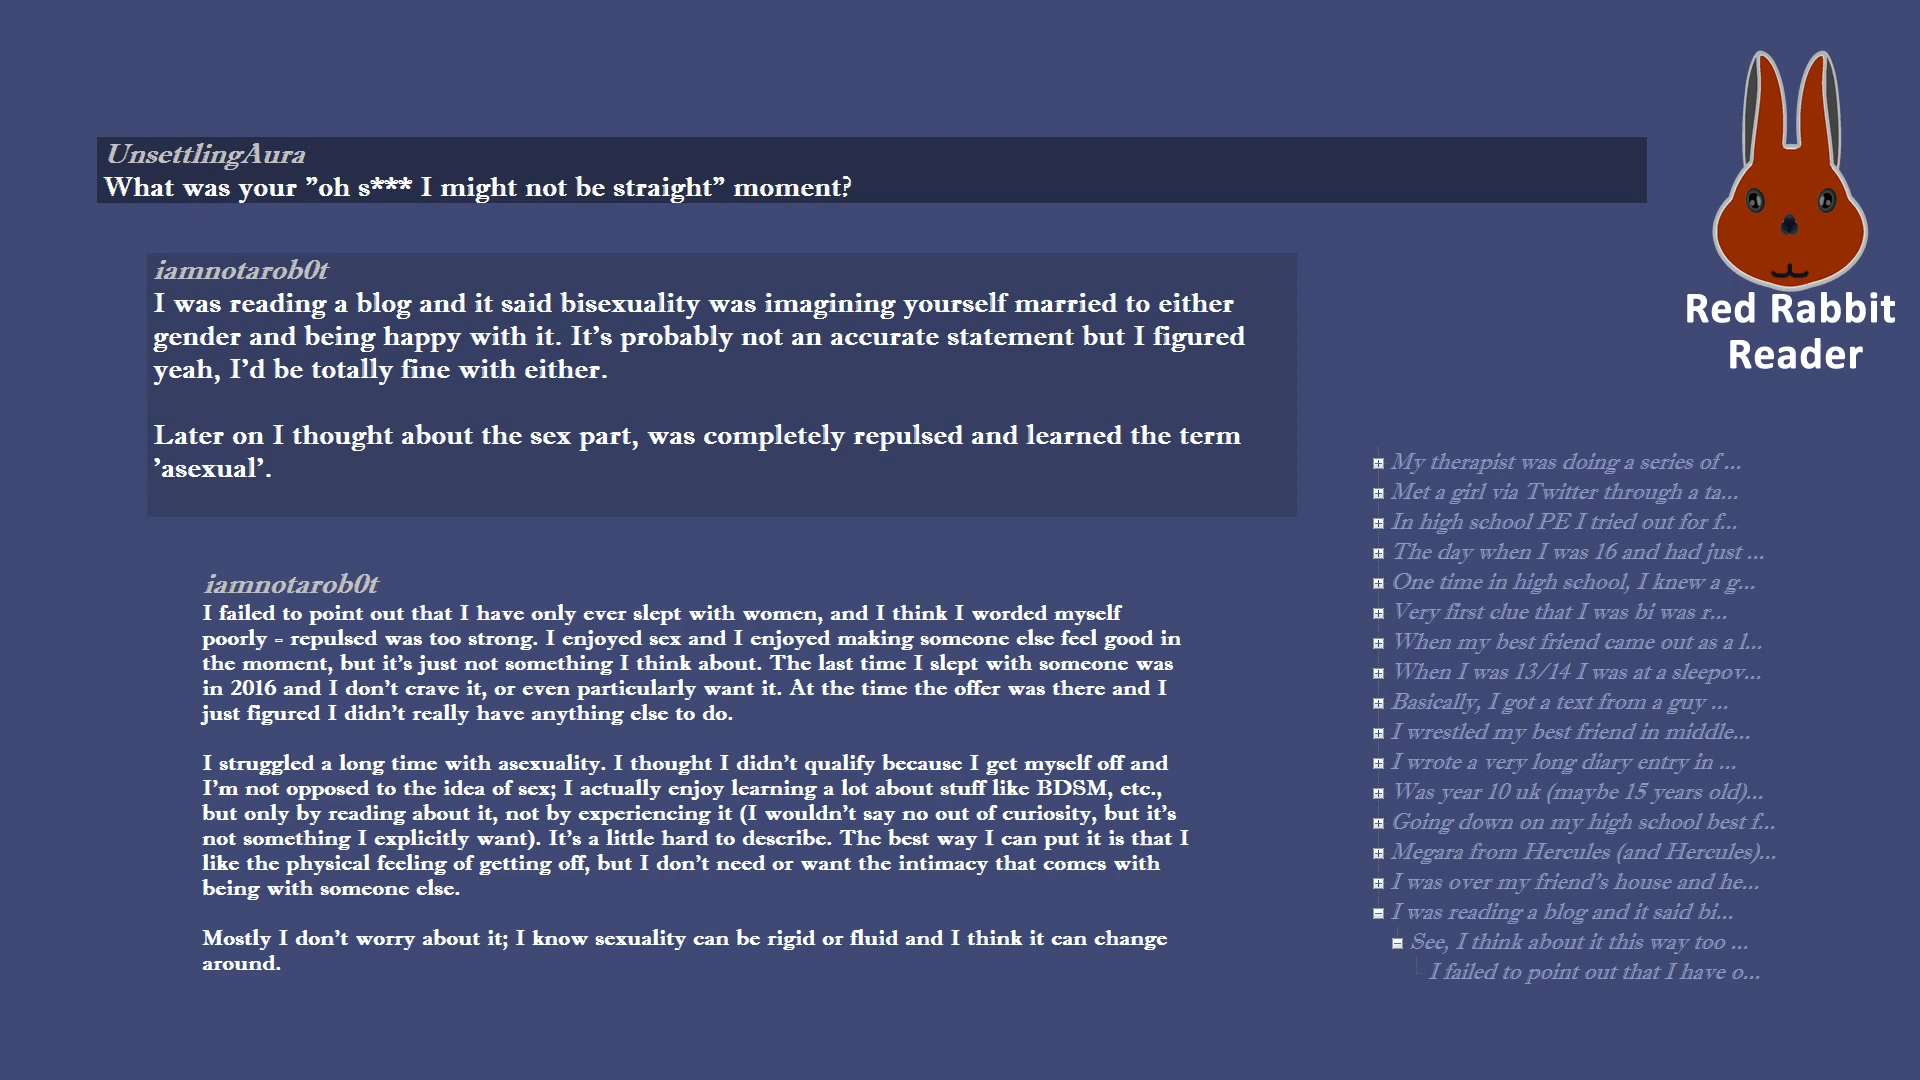 UnsettlingAura
What was your "oh s*** I might not be straight" moment?
iamnotarob0t
I was reading a blog and it said bisexuality was imagining yourself married to either
gender and being happy with it. It's probably not an accurate statement but I figured
yeah, I'd be totally fine with either.
Later on I thought about the sex part, was completely repulsed and learned the term
'asexual'.
iamnotarob0t
I failed to point out that I have only ever slept with women, and I think I worded myself
poorly - repulsed was too strong. I enjoyed sex and I enjoyed making someone else feel good in
the moment, but it's just not something I think about. The last time I slept with someone was
in 2016 and I don't crave it, or even particularly want it. At the time the offer was there and I
just figured I didn't really have anything else to do.
I struggled a long time with asexuality. I thought I didn't qualify because I get myself off and
I'm not opposed to the idea of sex; I actually enjoy learning a lot about stuff like BDSM, etc.,
but only by reading about it, not by experiencing it (I wouldn't say no out of curiosity, but it's
not something I explicitly want). It's a little hard to describe. The best way I can put it is that I
like the physical feeling of getting off, but I don't need or want the intimacy that comes with
being with someone else.
Mostly I don't worry about it; I know sexuality can be rigid or fluid and I think it can change
around.
Red Rabbit
Reader
My therapist was doing a series of ...
Met a girl via Twitter through a ta...
In high school PE I tried out for f...
The day when I was 16 and had just ...
One time in high school, I knew a g...
Very first clue that I was bi was r...
When my best friend came out as a l...
When I was 13/14 I was at a sleepov...
Basically, I got a text from a guy ...
I wrestled my best friend in middle...
I wrote a very long diary entry in ...
Was year 10 uk (maybe 15 years old)...
Going down on my high school best f...
Megara from Hercules (and Hercules)...
I was over my friend's house and he...
I was reading a blog and it said bi...
See, I think about it this way too ...
I failed to point out that I have o...